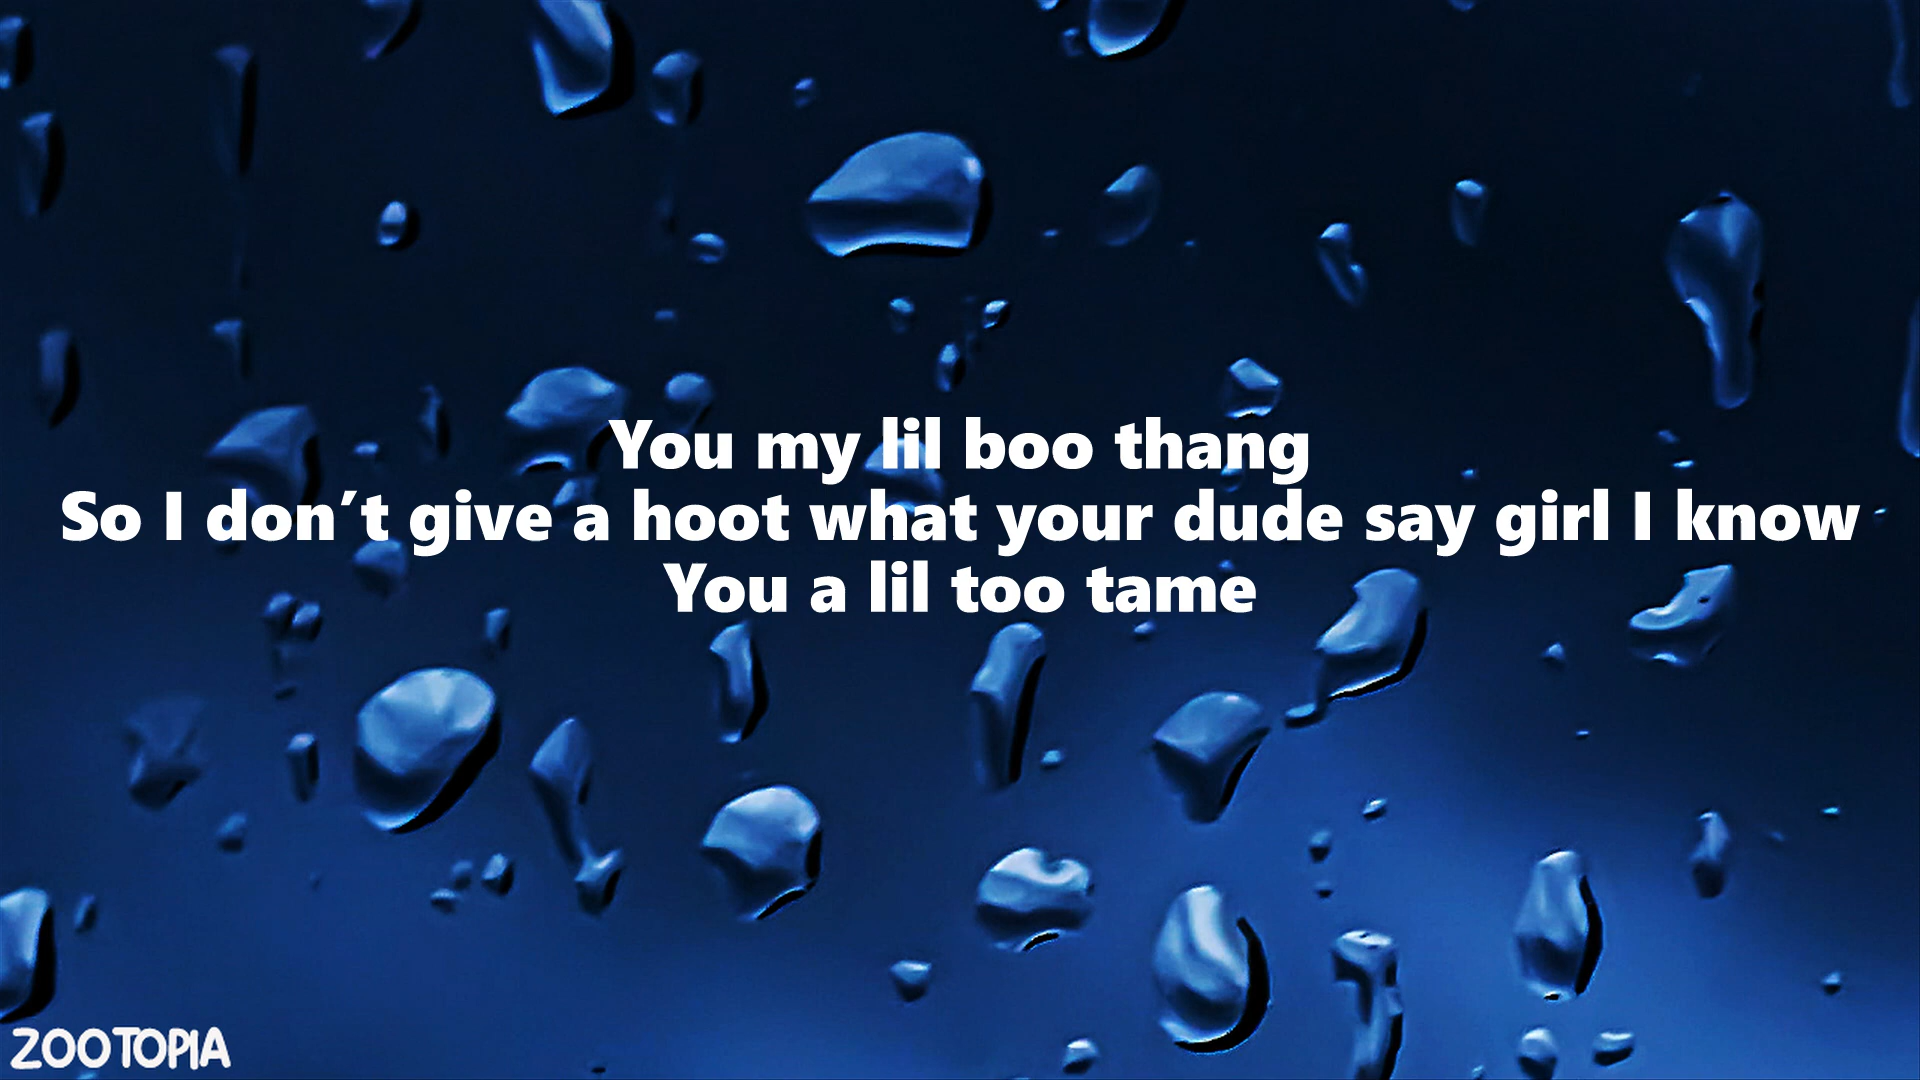 You my lil boo thang
So I don´t give a hoot what your dude say girl I know
You a lil too tame
ZOOTOPIA